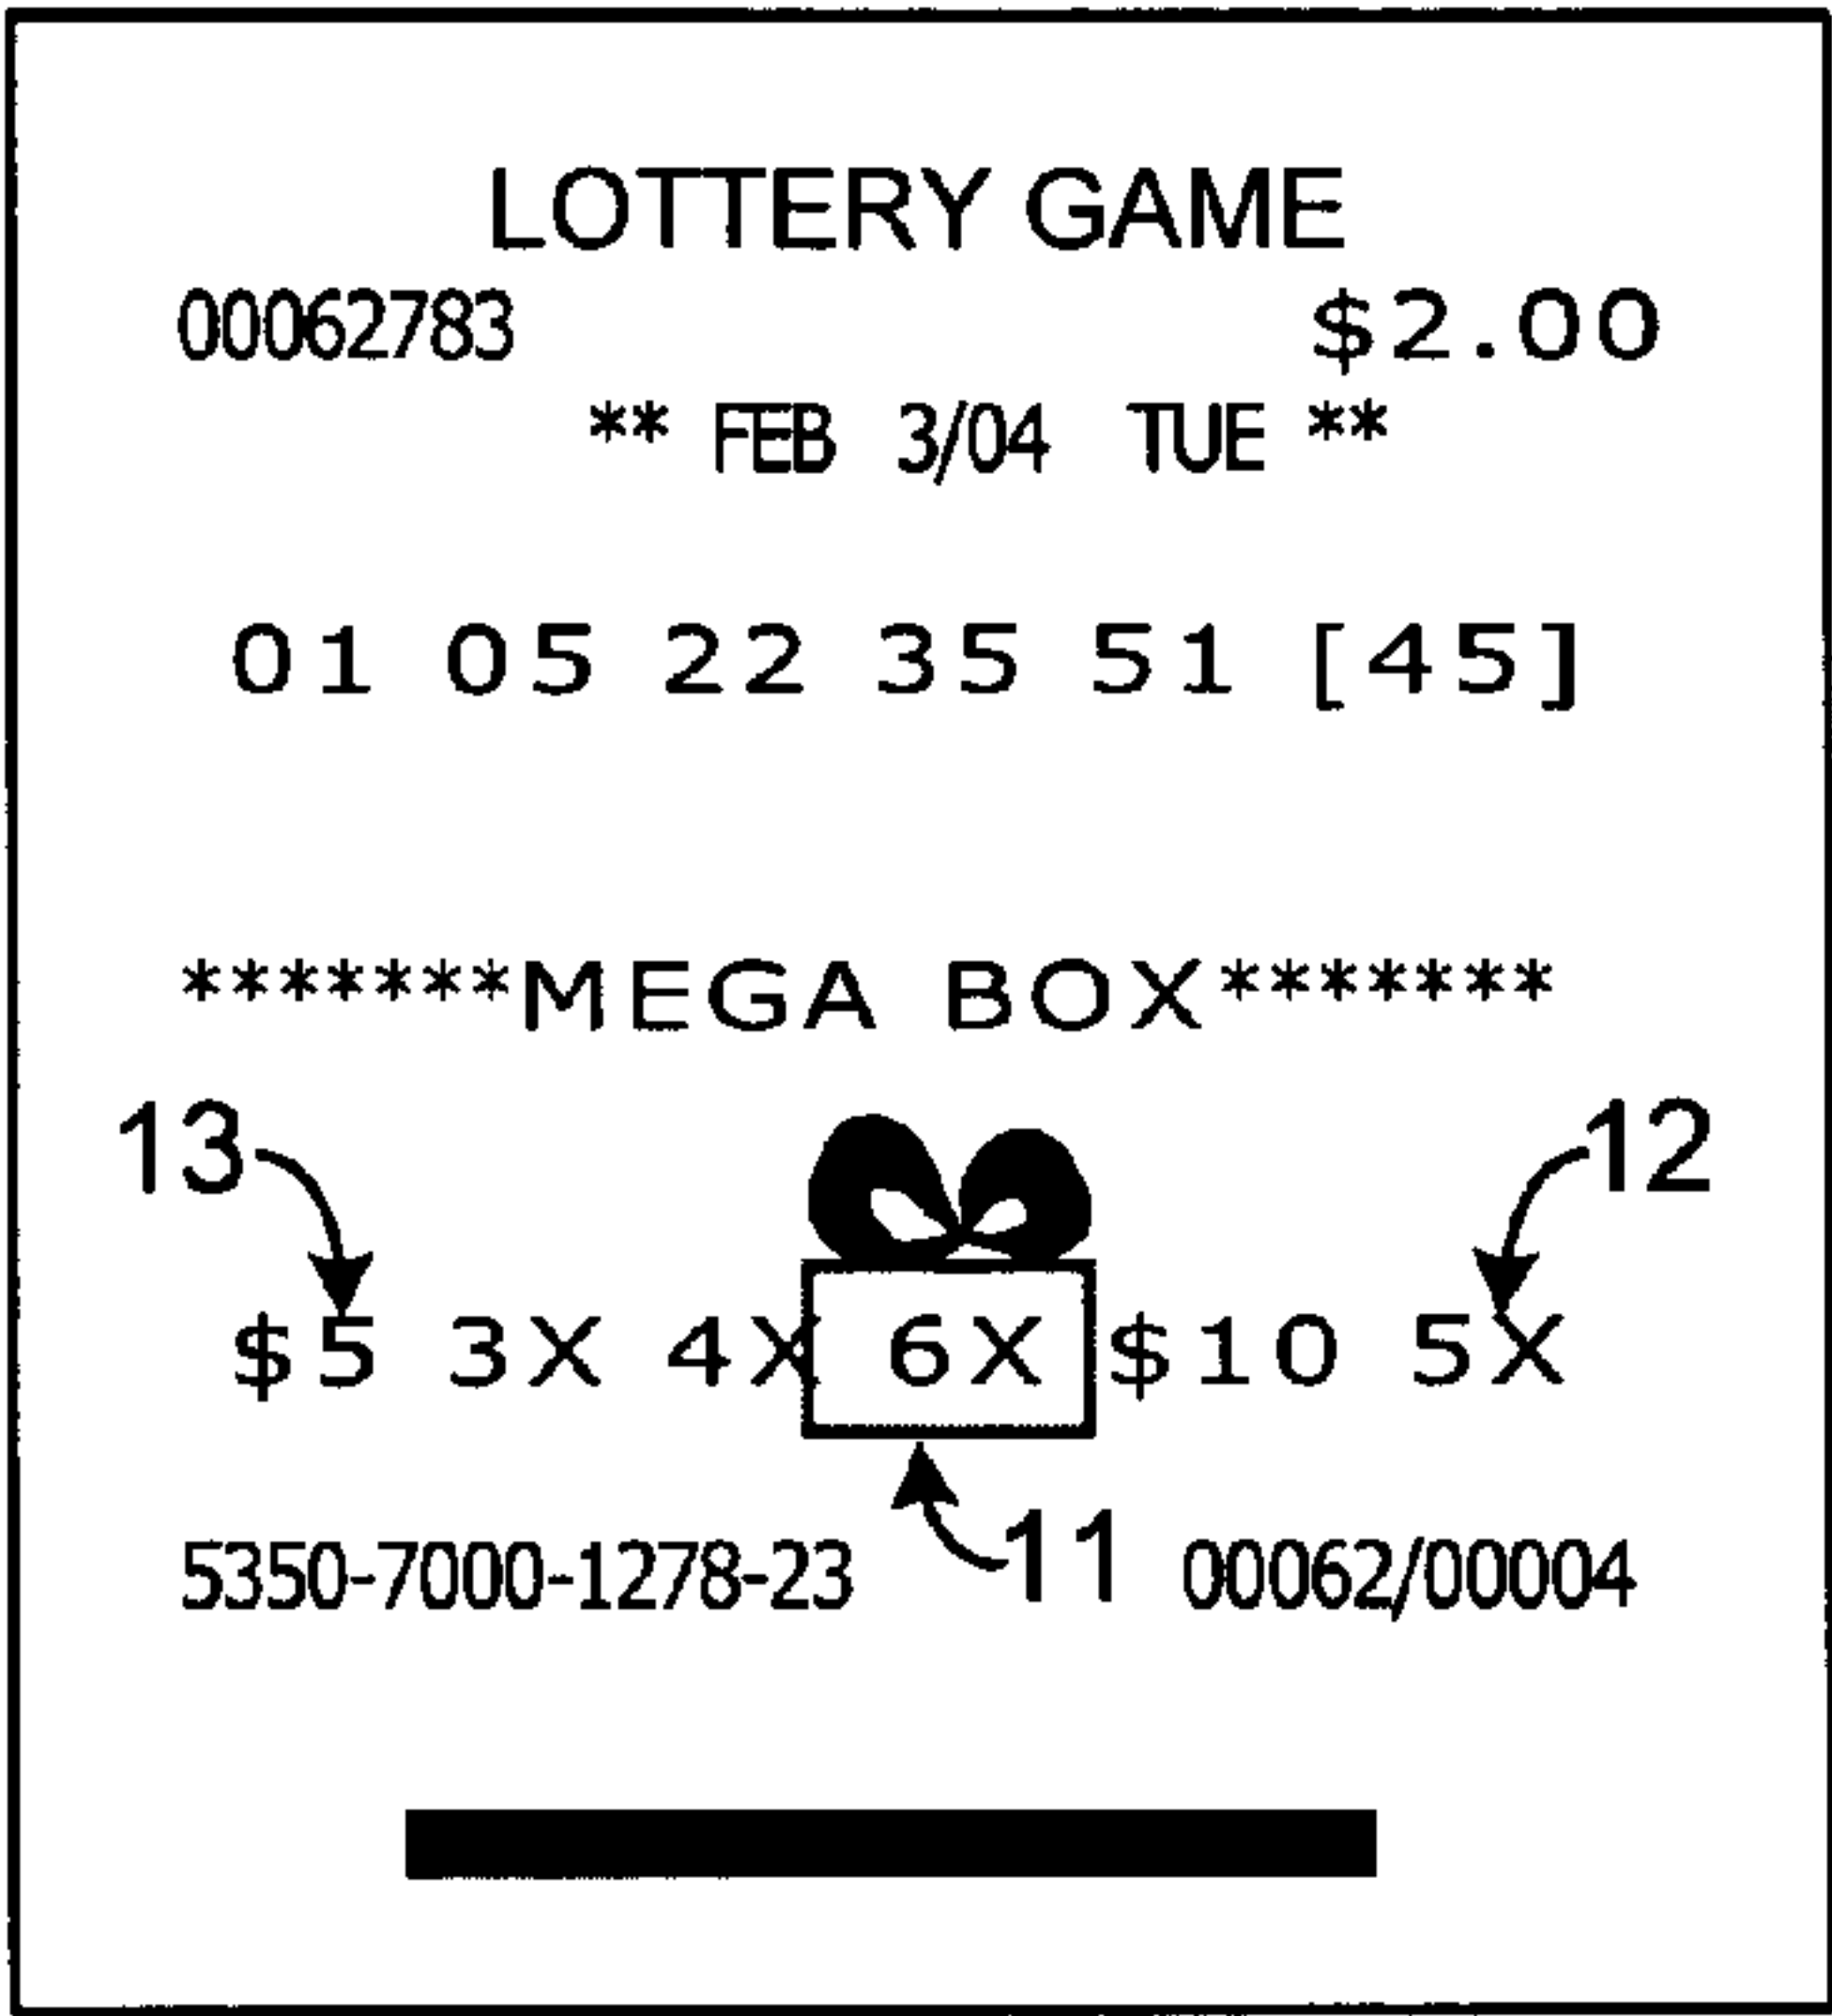 LOTTERY GAME
00062783 $2.00
** FEB 3/04 TUE **
01 05 22 35 51 [45]
*******MEGA BOX*******
13 12
$5 3X 4X 6X $10 5X
11
5350-7000-1278-23 00062/00004